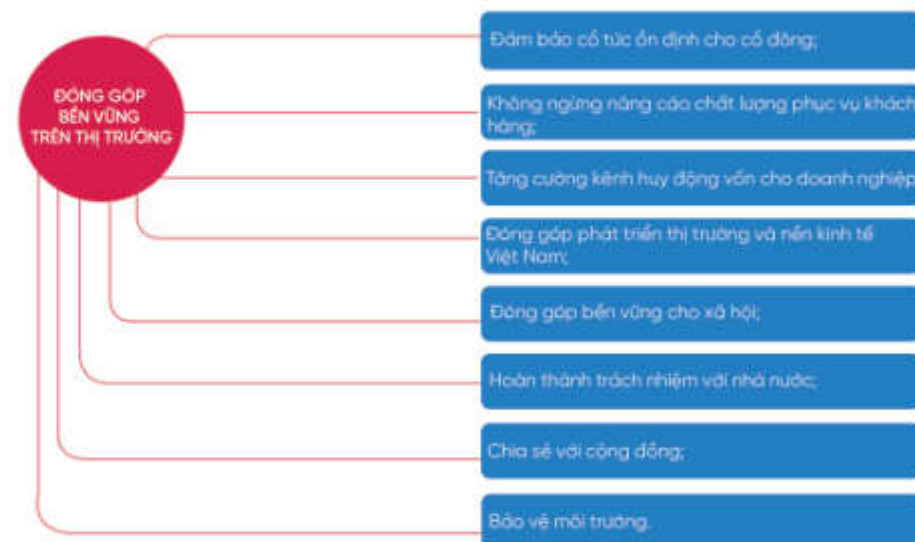 ĐÓNG GÓP
BỀN VỮNG
TRÊN THỊ TRƯỜNG
Đảm bảo cổ tức ổn định cho cổ đông;
Không ngừng nâng cáo chất lượng phục vụ khách
hàng;
Tăng cường kênh huy động vốn cho doanh nghiệp
Đóng góp phát triển thị trường và nền kinh tế
Việt Nam;
Đóng góp bền vững cho xã hội;
Hoàn thành trách nhiệm với nhà nước;
Chia sẻ với cộng đồng;
Bảo vệ môi trường.